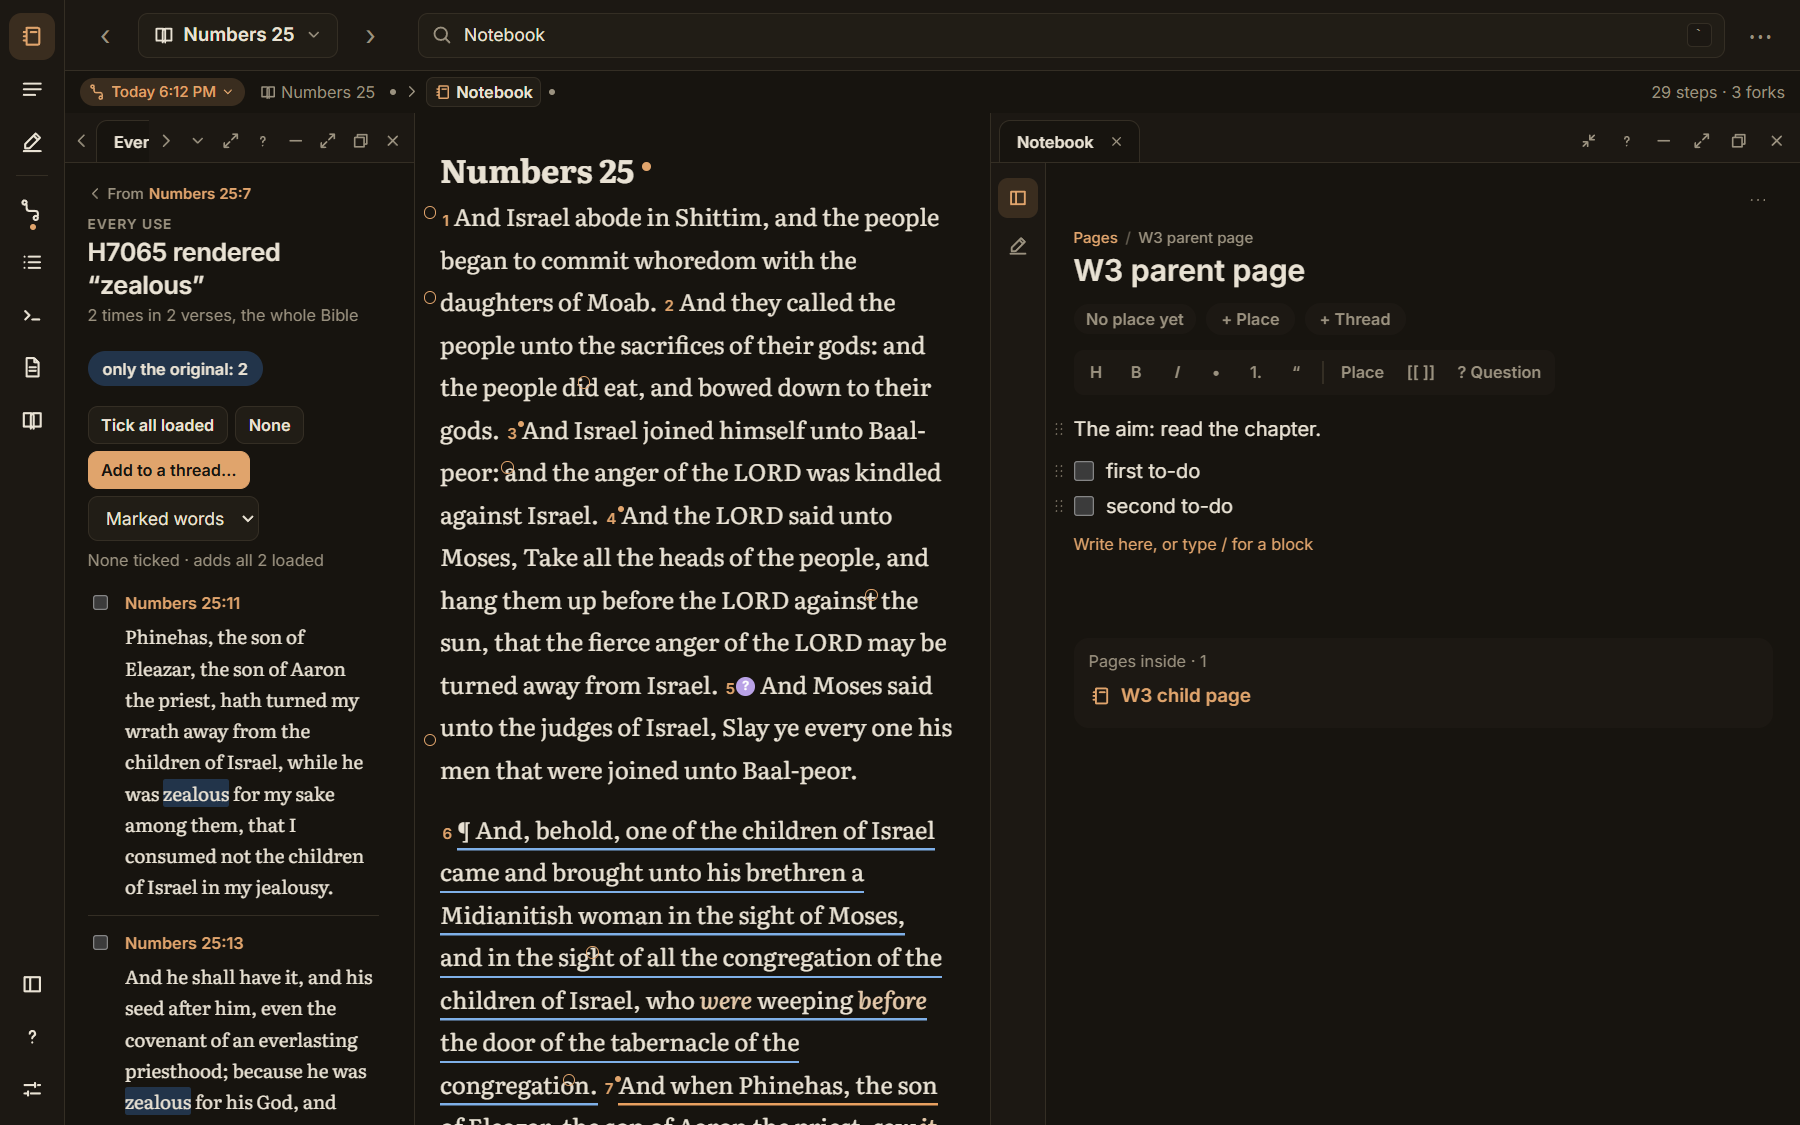 Numbers 25
Notebook
`
Today 6:12 PM
Numbers 25
Notebook
29 steps · 3 forks
Ever
?
From Numbers 25:7
EVERY USE
H7065 rendered
“zealous”
2 times in 2 verses, the whole Bible
only the original: 2
Tick all loaded
None
Add to a thread...
Marked words
None ticked · adds all 2 loaded
Numbers 25:11
Phinehas, the son of
Eleazar, the son of Aaron
the priest, hath turned my
wrath away from the
children of Israel, while he
was zealous for my sake
among them, that I
consumed not the children
of Israel in my jealousy.
Numbers 25:13
And he shall have it, and his
seed after him, even the
covenant of an everlasting
priesthood; because he was
zealous for his God, and
?
Numbers 25
1 And Israel abode in Shittim, and the people
began to commit whoredom with the
daughters of Moab. 2 And they called the
people unto the sacrifices of their gods: and
the people did eat, and bowed down to their
gods. 3 And Israel joined himself unto Baal-
peor: and the anger of the LORD was kindled
against Israel. 4 And the LORD said unto
Moses, Take all the heads of the people, and
hang them up before the LORD against the
sun, that the fierce anger of the LORD may be
turned away from Israel. 5 ? And Moses said
unto the judges of Israel, Slay ye every one his
men that were joined unto Baal-peor.
6 ¶ And, behold, one of the children of Israel
came and brought unto his brethren a
Midianitish woman in the sight of Moses,
and in the sight of all the congregation of the
children of Israel, who were weeping before
the door of the tabernacle of the
congregation. 7 And when Phinehas, the son
of Eleazar, the son of Aaron the priest, saw it
Notebook
?
Pages / W3 parent page
W3 parent page
No place yet
+ Place
+ Thread
H B I • 1. “ Place [[ ]] ? Question
The aim: read the chapter.
first to-do
second to-do
Write here, or type / for a block
Pages inside · 1
W3 child page